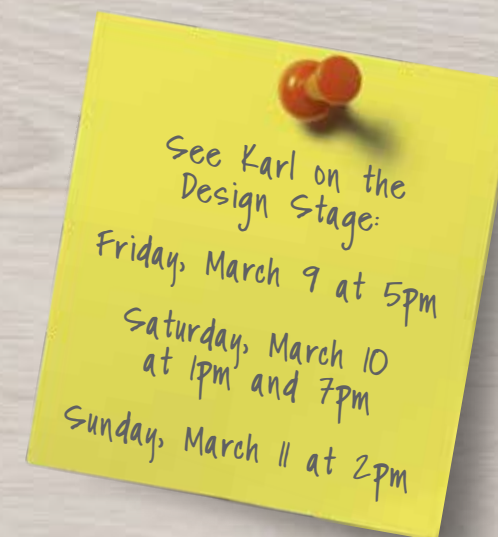 See Karl on the
Design Stage:
Friday, March 9 at 5pm
Saturday, March 10
at 1pm and 7pm
Sunday, March 11 at 2pm